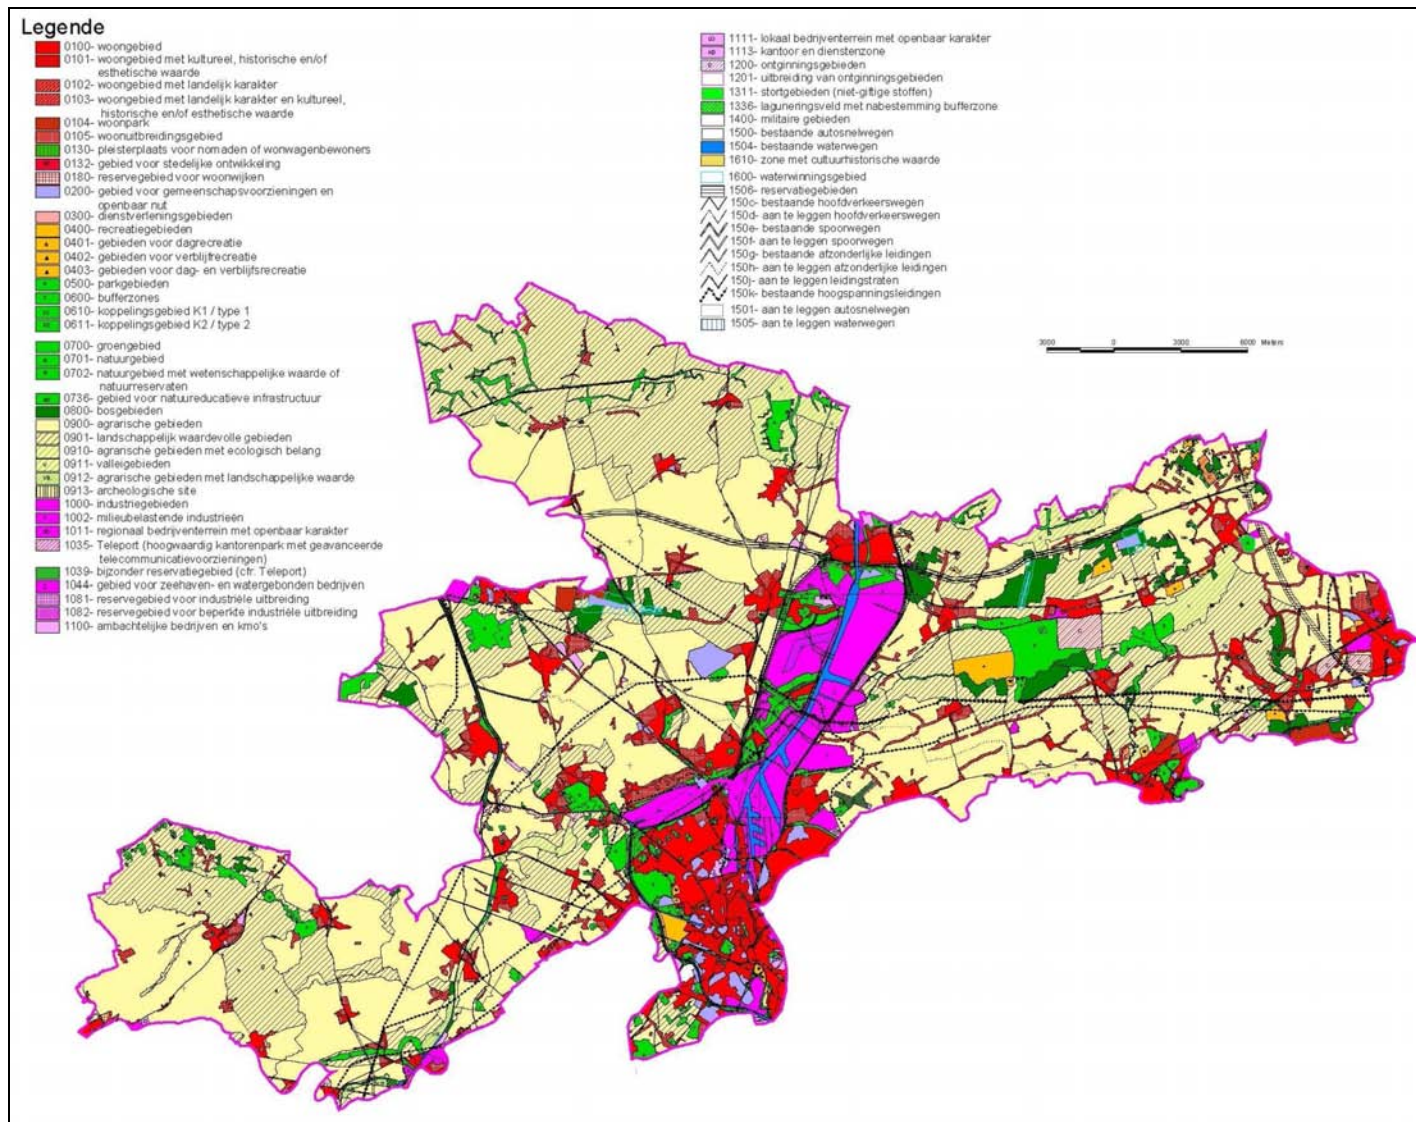 Legende
0100- woongebied
0101- woongebied met kultureel, historische en/of
esthetische waarde
0102- woongebied met landelijk karakter
0103- woongebied met landelijk karakter en kultureel,
historische en/of esthetische waarde
0104- woonpark
0105- woonuitbreidingsgebied
0130- pleisterplaats voor nomaden of wonwagenbewoners
0132- gebied voor stedelijke ontwikkeling
0180- reservegebied voor woonwijken
0200- gebied voor gemeenschapsvoorzieningen en
openbaar nut
0300- dienstverleningsgebieden
0400- recreatiegebieden
0401- gebieden voor dagrecreatie
0402- gebieden voor verblijfrecreatie
0403- gebieden voor dag- en verblijfsrecreatie
0500- parkgebieden
0600- bufferzones
0610- koppelingsgebied K1 / type 1
0611- koppelingsgebied K2 / type 2
0700- groengebied
0701- natuurgebied
0702- natuurgebied met wetenschappelijke waarde of
natuurreservaten
0736- gebied voor natuureducatieve infrastructuur
0800- bosgebieden
0900- agrarische gebieden
0901- landschappelijk waardevolle gebieden
0910- agrarische gebieden met ecologisch belang
0911- valleigebieden
0912- agrarische gebieden met landschappelijke waarde
0913- archeologische site
1000- industriegebieden
1002- milieubelastende industrieën
1011- regionaal bedrijventerrein met openbaar karakter
1035- Teleport (hoogwaardig kantorenpark met geavanceerde
telecommunicatievoorzieningen)
1039- bijzonder reservatiegebied (cfr. Teleport)
1044- gebied voor zeehaven- en watergebonden bedrijven
1081- reservegebied voor industriële uitbreiding
1082- reservegebied voor beperkte industriële uitbreiding
1100- ambachtelijke bedrijven en kmo's
1111- lokaal bedrijventerrein met openbaar karakter
1113- kantoor en dienstenzone
1200- ontginningsgebieden
1201- uitbreiding van ontginningsgebieden
1311- stortgebieden (niet-giftige stoffen)
1336- laguneringsveld met nabestemming bufferzone
1400- militaire gebieden
1500- bestaande autosnelwegen
1504- bestaande waterwegen
1610- zone met cultuurhistorische waarde
1600- waterwinningsgebied
1506- reservatiegebieden
150c- bestaande hoofdverkeerswegen
150d- aan te leggen hoofdverkeerswegen
150e- bestaande spoorwegen
150f- aan te leggen spoorwegen
150g- bestaande afzonderlijke leidingen
150h- aan te leggen afzonderlijke leidingen
150j- aan te leggen leidingstraten
150k- bestaande hoogspanningsleidingen
1501- aan te leggen autosnelwegen
1505- aan te leggen waterwegen
3000 0 3000 6000 Meters